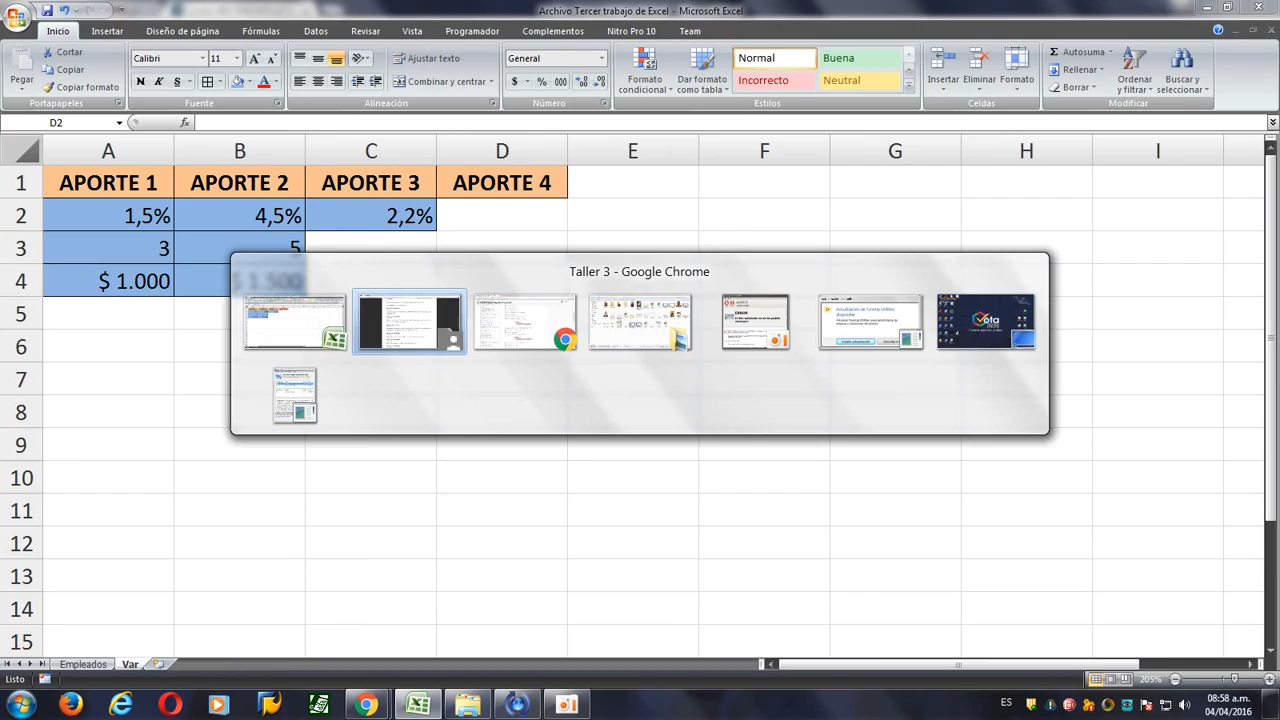 Archivo Tercer trabajo de Excel - Microsoft Excel
Inicio Insertar Diseño de página Fórmulas Datos Revisar Vista Programador Complementos Nitro Pro 10 Team
Pegar
Cortar
Copiar
Copiar formato
Portapapeles
Calibri 11
N K S
Fuente
Ajustar texto
Combinar y centrar
Alineación
General
$ % 000
Número
Formato condicional
Dar formato como tabla
Normal Buena
Incorrecto Neutral
Estilos
Insertar Eliminar Formato
Celdas
Autosuma
Rellenar
Borrar
Ordenar y filtrar
Buscar y seleccionar
Modificar
D2 fx
A B C D E F G H I
1 APORTE 1 APORTE 2 APORTE 3 APORTE 4
2 1,5% 4,5% 2,2%
3 3 5
4 $ 1.000 $ 1.500
Taller 3 - Google Chrome
ERROR
5
6
7
8
9
10
11
12
13
14
15
Empleados Var
Listo 205%
ES 08:58 a.m.
04/04/2016